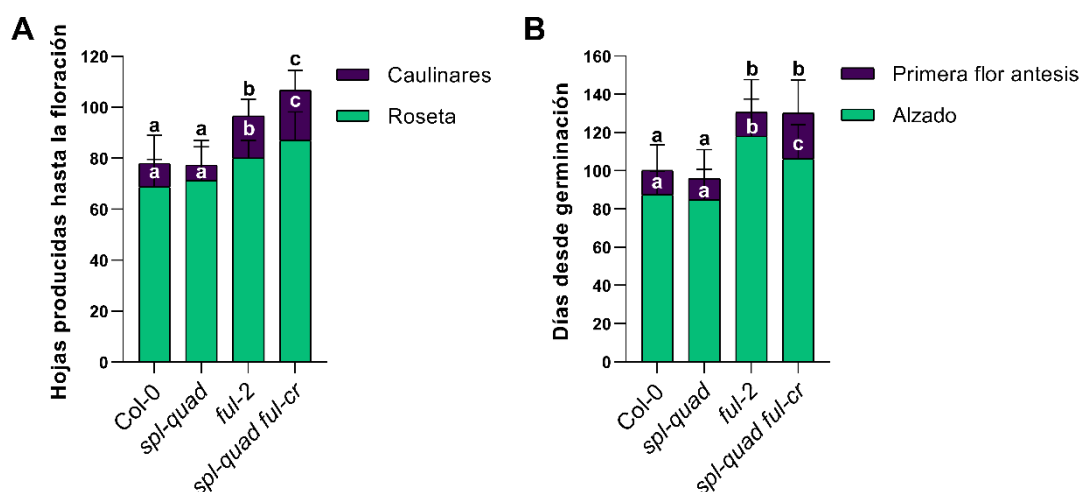 A
Hojas producidas hasta la floración
120
100
80
60
40
20
0
a
a
b
c
a
a
b
c
Col-0
spl-quad
ful-2
spl-quad ful-cr
Caulinares
Roseta
B
Días desde germinación
160
140
120
100
80
60
40
20
0
a
a
b
b
a
a
b
c
Col-0
spl-quad
ful-2
spl-quad ful-cr
Primera flor antesis
Alzado